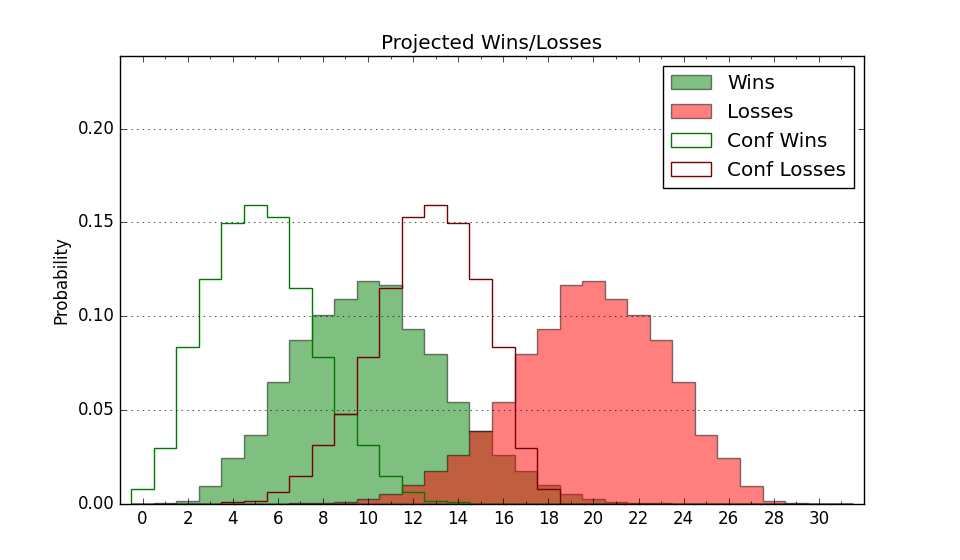 Projected Wins/Losses
Wins
Losses
Conf Wins
Conf Losses
Probability
0.20
0.15
0.10
0.05
0.00
0 2 4 6 8 10 12 14 16 18 20 22 24 26 28 30